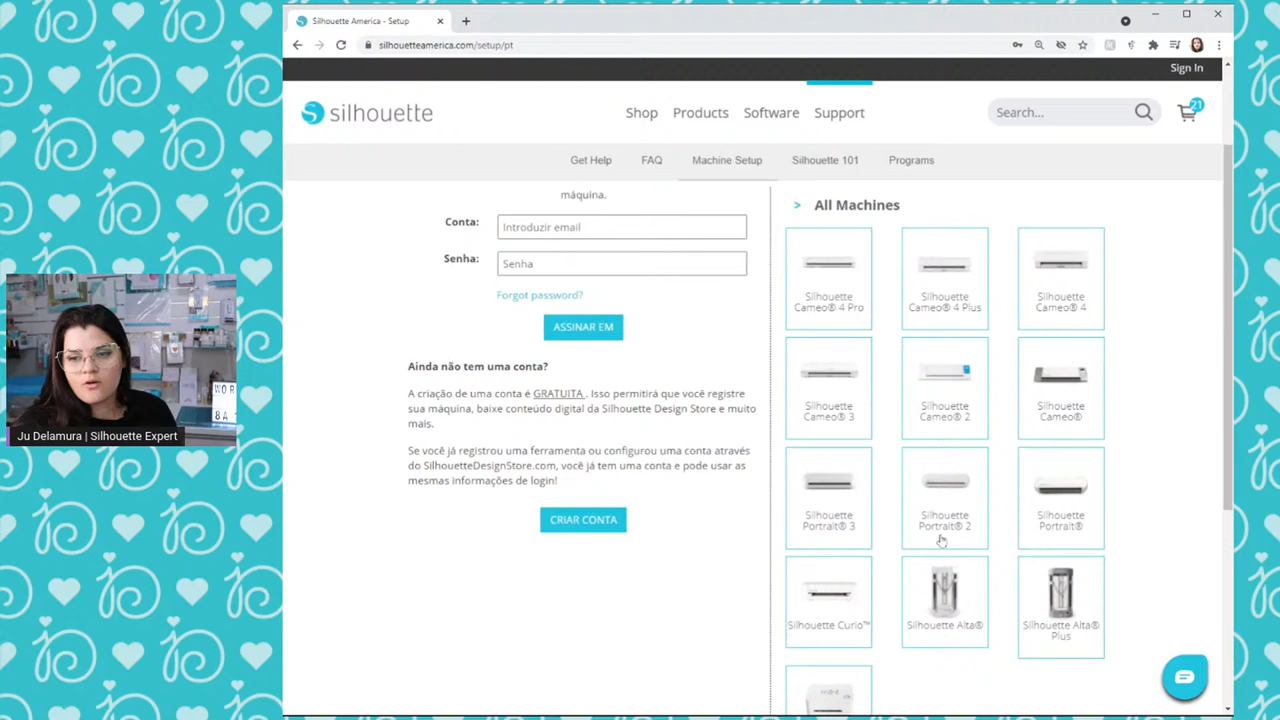 Silhouette America - Setup
silhouetteamerica.com/setup/pt
Sign In
silhouette
Shop
Products
Software
Support
Search...
21
Get Help
FAQ
Machine Setup
Silhouette 101
Programs
máquina.
Conta:
Introduzir email
Senha:
Senha
Forgot password?
ASSINAR EM
Ainda não tem uma conta?
A criação de uma conta é GRATUITA . Isso permitirá que você registre
sua máquina, baixe conteúdo digital da Silhouette Design Store e muito
mais.
Se você já registrou uma ferramenta ou configurou uma conta através
do SilhouetteDesignStore.com, você já tem uma conta e pode usar as
mesmas informações de login!
CRIAR CONTA
> All Machines
Silhouette
Cameo® 4 Pro
Silhouette
Cameo® 4 Plus
Silhouette
Cameo® 4
Silhouette
Cameo® 3
Silhouette
Cameo® 2
Silhouette
Cameo®
Silhouette
Portrait® 3
Silhouette
Portrait® 2
Silhouette
Portrait®
Silhouette Curio™
Silhouette Alta®
Silhouette Alta®
Plus
WOR
8A
Ju Delamura | Silhouette Expert